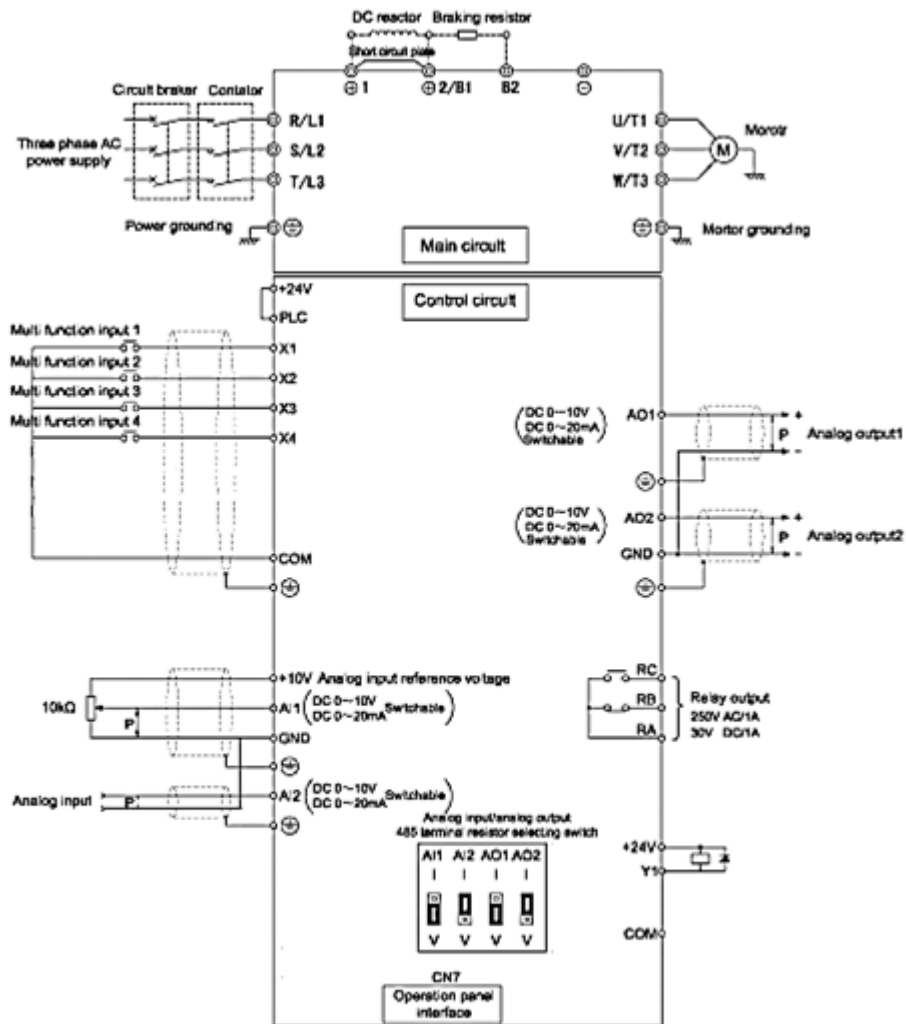 DC reactor Braking resistor
Short circuit plate
⊕ 1 ⊕ 2/B1 B2 ⊖
Circuit braker Contator
R/L1
S/L2
T/L3
Three phase AC
power supply
U/T1
V/T2
W/T3
M
Morotr
Power grounding
Mortor grounding
Main circuit
Control circuit
+24V
PLC
Multi function input 1
X1
Multi function input 2
X2
Multi function input 3
X3
Multi function input 4
X4
COM
DC 0~10V
DC 0~20mA
Switchable
AO1
+
P
-
Analog output1
DC 0~10V
DC 0~20mA
Switchable
AO2
GND
+
P
-
Analog output2
+10V Analog input reference voltage
10kΩ
AI1 (DC 0~10V
DC 0~20mA Switchable)
P
GND
Analog input
P
AI2 (DC 0~10V
DC 0~20mA Switchable)
RC
RB
RA
Relay output
250V AC/1A
30V DC/1A
Analog input/analog output
485 terminal resistor selecting switch
AI1 AI2 AO1 AO2
I I I I
V V V V
+24V
Y1
COM
CN7
Operation panel
interface